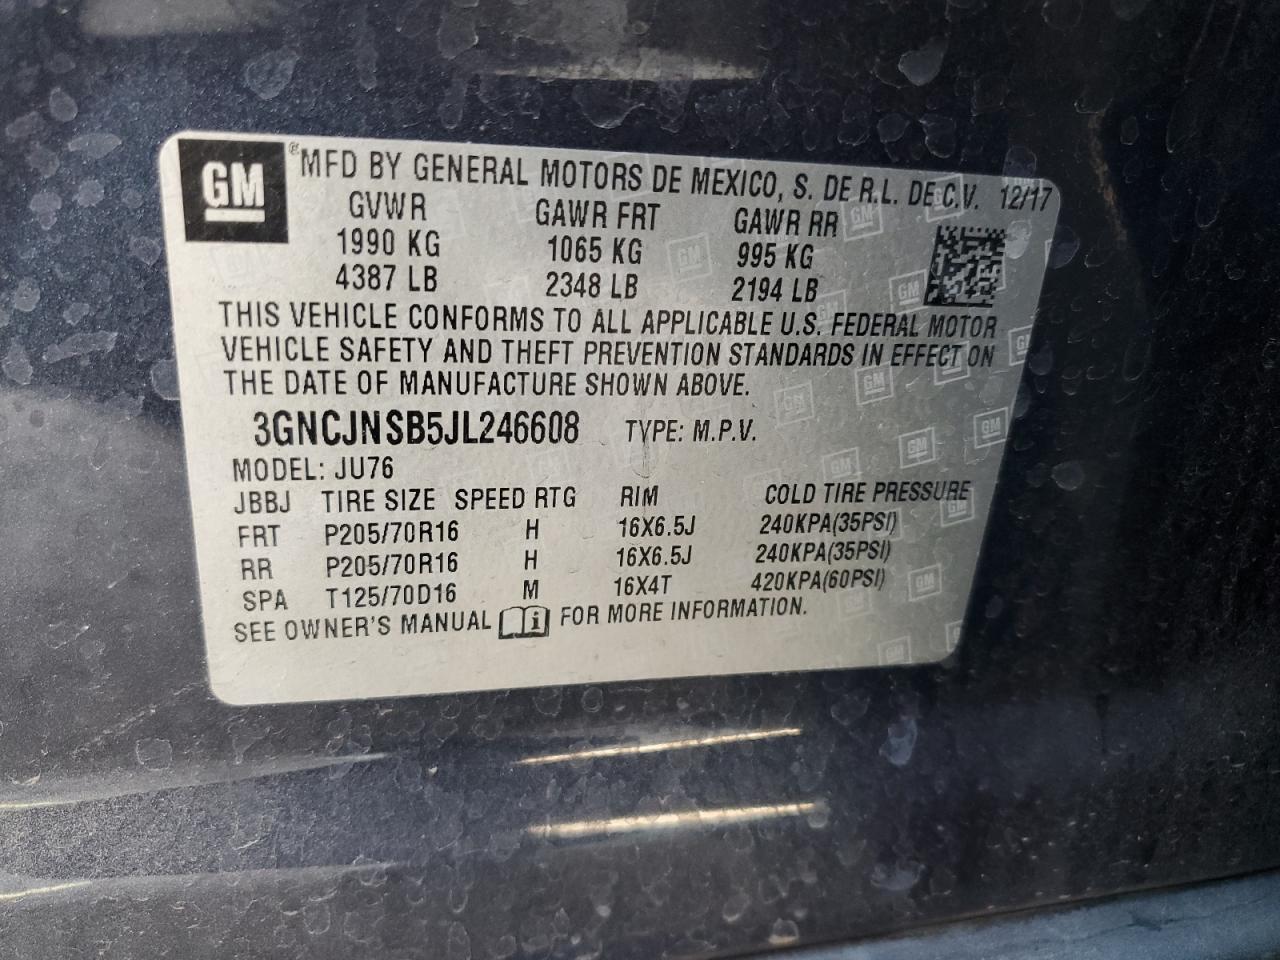 GM ® MFD BY GENERAL MOTORS DE MEXICO, S. DE R.L. DE C.V. 12/17
GVWR GAWR FRT GAWR RR
1990 KG 1065 KG 995 KG
4387 LB 2348 LB 2194 LB
THIS VEHICLE CONFORMS TO ALL APPLICABLE U.S. FEDERAL MOTOR
VEHICLE SAFETY AND THEFT PREVENTION STANDARDS IN EFFECT ON
THE DATE OF MANUFACTURE SHOWN ABOVE.
3GNCJNSB5JL246608 TYPE: M.P.V.
MODEL: JU76
JBBJ TIRE SIZE SPEED RTG RIM COLD TIRE PRESSURE
FRT P205/70R16 H 16X6.5J 240KPA(35PSI)
RR P205/70R16 H 16X6.5J 240KPA(35PSI)
SPA T125/70D16 M 16X4T 420KPA(60PSI)
SEE OWNER'S MANUAL i FOR MORE INFORMATION.